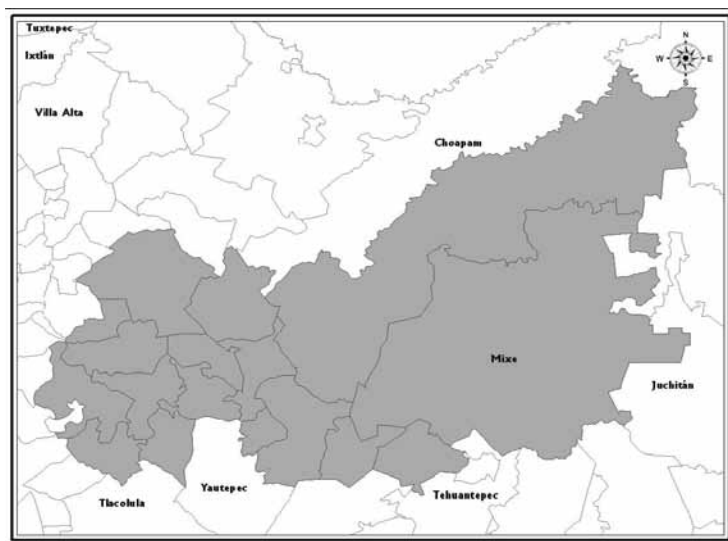 Tuxtepec
Ixtlán
N
W E
S
Villa Alta
Choapam
Mixe
Juchitán
Yautepec
Tlacolula
Tehuantepec